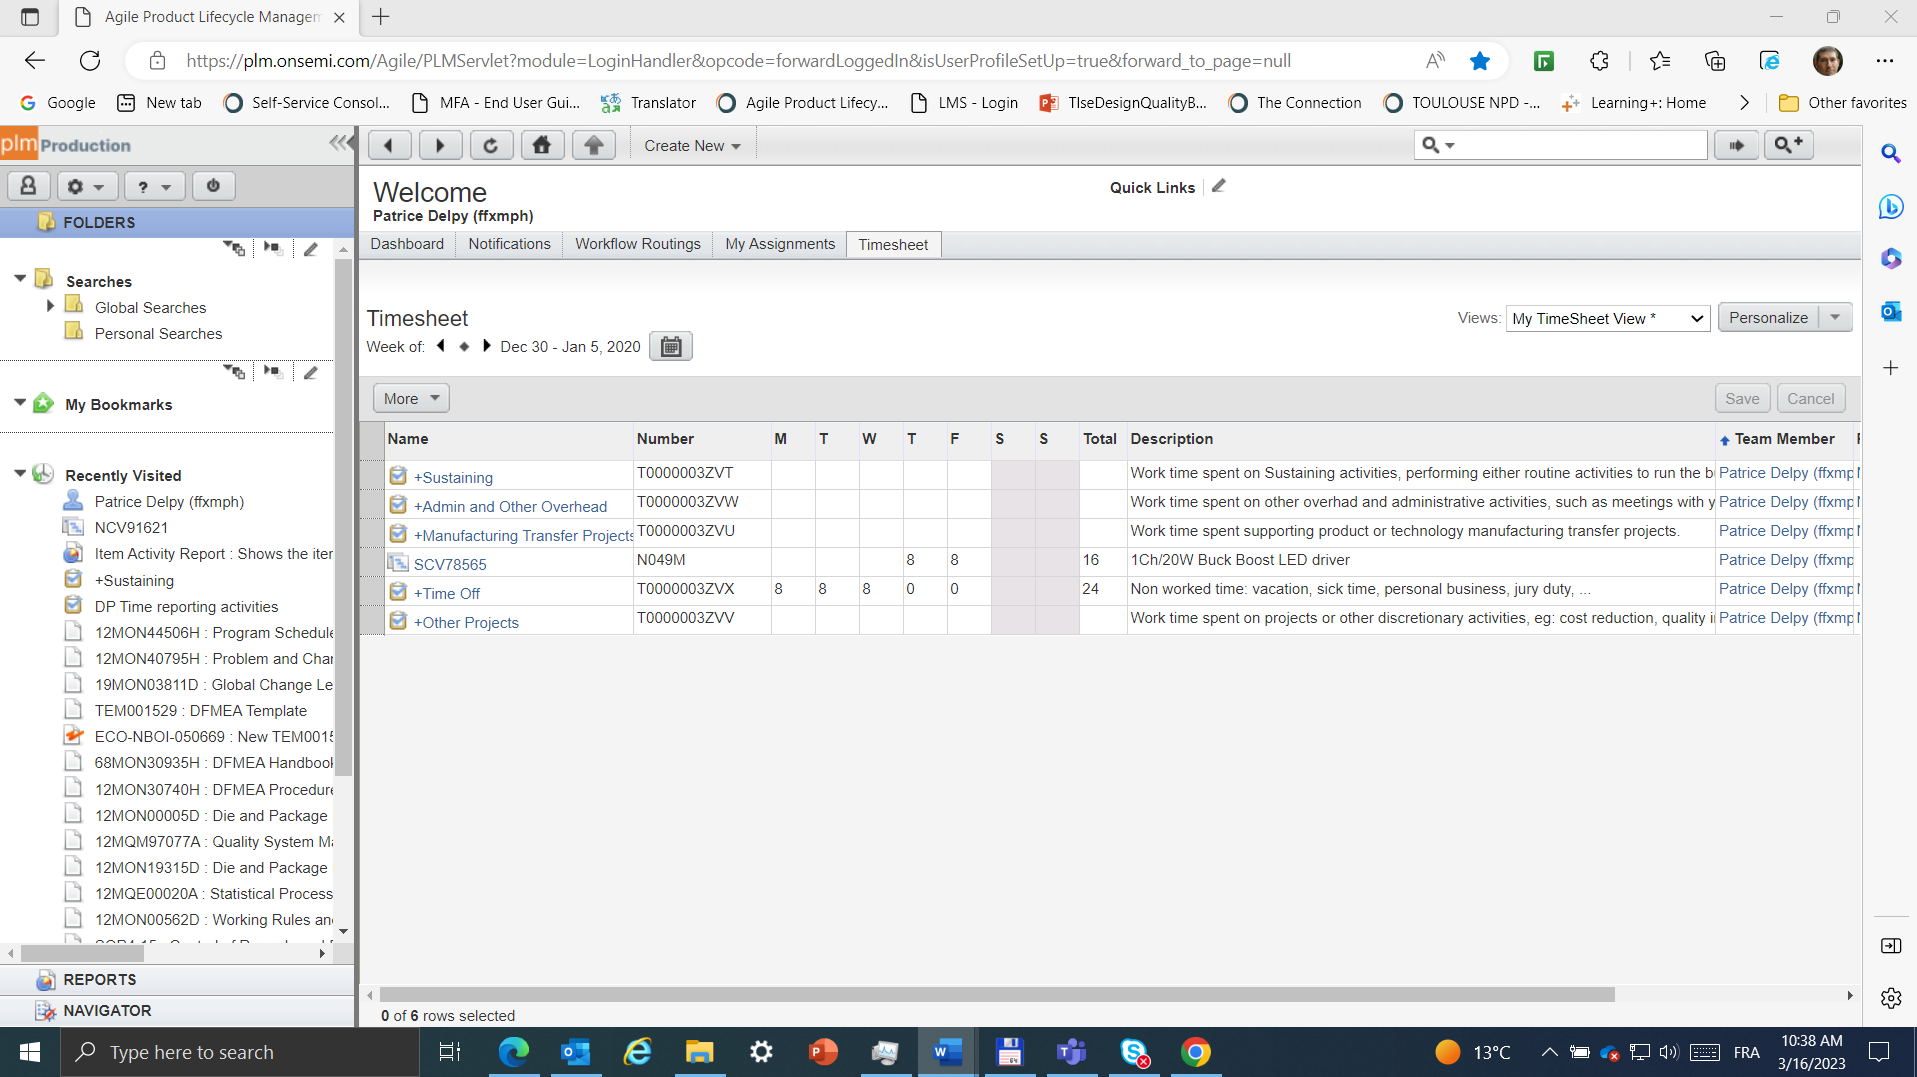 Agile Product Lifecycle Managem
https://plm.onsemi.com/Agile/PLMServlet?module=LoginHandler&opcode=forwardLoggedIn&isUserProfileSetUp=true&forward_to_page=null
Google New tab Self-Service Consol... MFA - End User Gui... Translator Agile Product Lifecy... LMS - Login TlseDesignQualityB... The Connection TOULOUSE NPD -... Learning+: Home Other favorites
plm Production
Create New
FOLDERS
Searches
Global Searches
Personal Searches
My Bookmarks
Recently Visited
Patrice Delpy (ffxmph)
NCV91621
Item Activity Report : Shows the iter
+Sustaining
DP Time reporting activities
12MON44506H : Program Schedule
12MON40795H : Problem and Char
19MON03811D : Global Change Le
TEM001529 : DFMEA Template
ECO-NBOI-050669 : New TEM0015
68MON30935H : DFMEA Handbook
12MON30740H : DFMEA Procedure
12MON00005D : Die and Package
12MQM97077A : Quality System Ma
12MON19315D : Die and Package
12MQE00020A : Statistical Process
12MON00562D : Working Rules and
REPORTS
NAVIGATOR
Welcome
Patrice Delpy (ffxmph)
Quick Links
Dashboard Notifications Workflow Routings My Assignments Timesheet
Timesheet
Views: My TimeSheet View * Personalize
Week of: Dec 30 - Jan 5, 2020
More Save Cancel
Name Number M T W T F S S Total Description Team Member
+Sustaining T0000003ZVT Work time spent on Sustaining activities, performing either routine activities to run the bu Patrice Delpy (ffxmp
+Admin and Other Overhead T0000003ZVW Work time spent on other overhad and administrative activities, such as meetings with y Patrice Delpy (ffxmp
+Manufacturing Transfer Projects T0000003ZVU Work time spent supporting product or technology manufacturing transfer projects. Patrice Delpy (ffxmp
SCV78565 N049M 8 8 16 1Ch/20W Buck Boost LED driver Patrice Delpy (ffxmp
+Time Off T0000003ZVX 8 8 8 0 0 24 Non worked time: vacation, sick time, personal business, jury duty, ... Patrice Delpy (ffxmp
+Other Projects T0000003ZVV Work time spent on projects or other discretionary activities, eg: cost reduction, quality i Patrice Delpy (ffxmp
0 of 6 rows selected
Type here to search
13°C
FRA
10:38 AM
3/16/2023